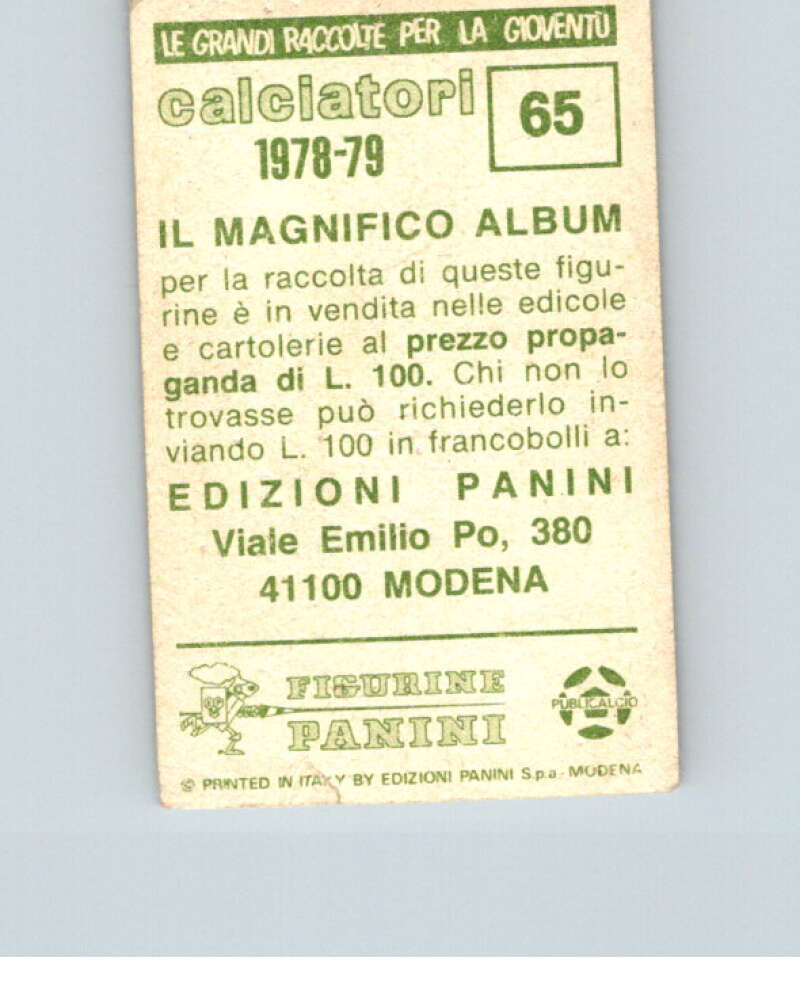 LE GRANDI RACCOLTE PER LA GIOVENTÙ
calciatori
1978-79
65
IL MAGNIFICO ALBUM
per la raccolta di queste figu-
rine è in vendita nelle edicole
e cartolerie al prezzo propa-
ganda di L. 100. Chi non lo
trovasse può richiederlo in-
viando L. 100 in francobolli a:
EDIZIONI PANINI
Viale Emilio Po, 380
41100 MODENA
FIGURINE
PANINI
PUBLICALCIO
© PRINTED IN ITALY BY EDIZIONI PANINI S.p.a - MODENA